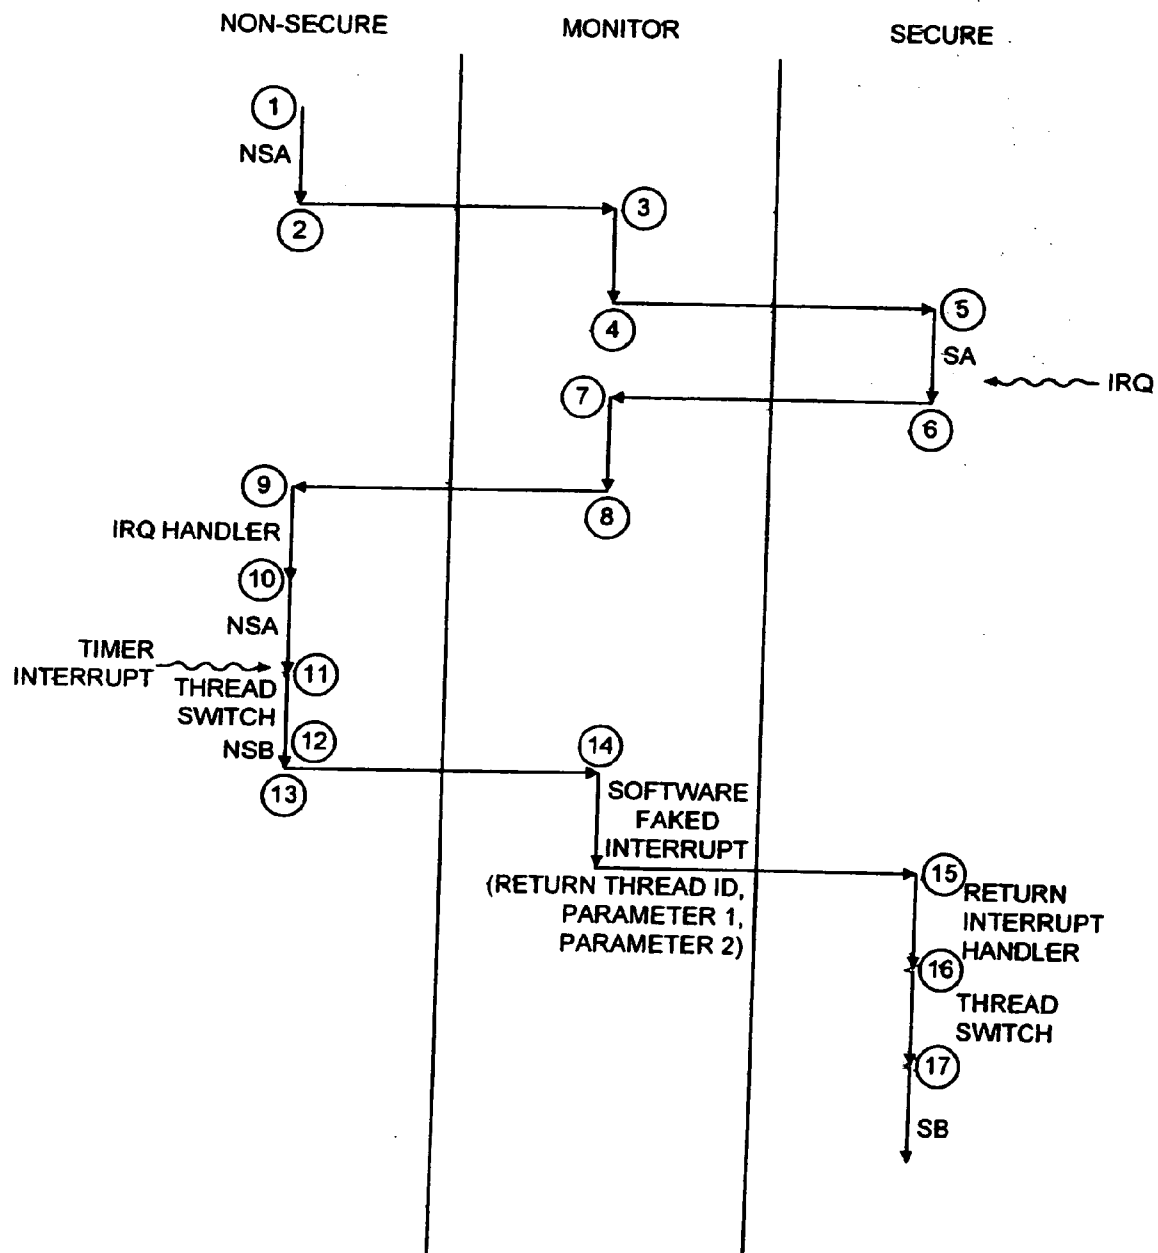 NON-SECURE
MONITOR
SECURE
1
NSA
2
3
4
5
SA
IRQ
6
7
8
9
IRQ HANDLER
10
NSA
TIMER
INTERRUPT
11
THREAD
SWITCH
12
NSB
13
14
SOFTWARE
FAKED
INTERRUPT
(RETURN THREAD ID,
PARAMETER 1,
PARAMETER 2)
15
RETURN
INTERRUPT
HANDLER
16
THREAD
SWITCH
17
SB